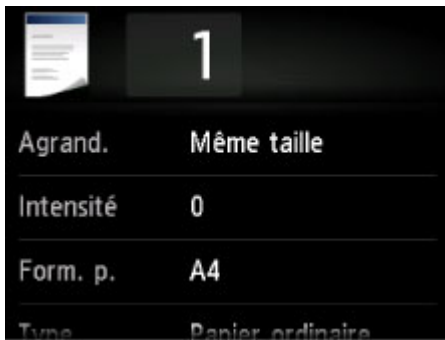 1
Agrand. Même taille
Intensité 0
Form. p. A4
Type Papier ordinaire